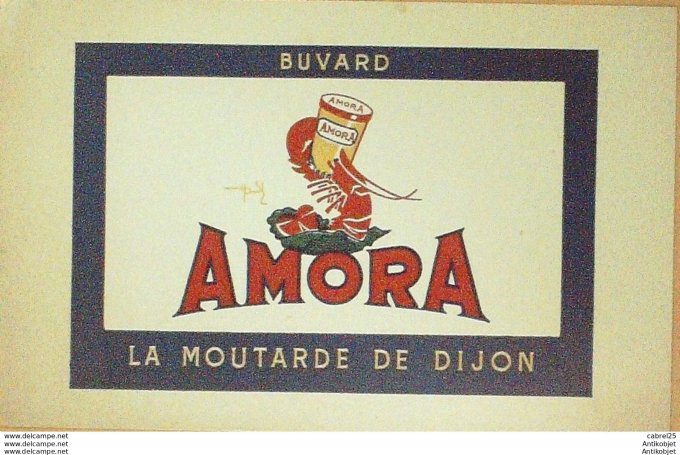 BUVARD
AMORA
AMORA
AMORA
LA MOUTARDE DE DIJON
www.delcampe.net
www.delcampe.net
www.delcampe.net
cabrel25
Antikobjet
Antikobjet